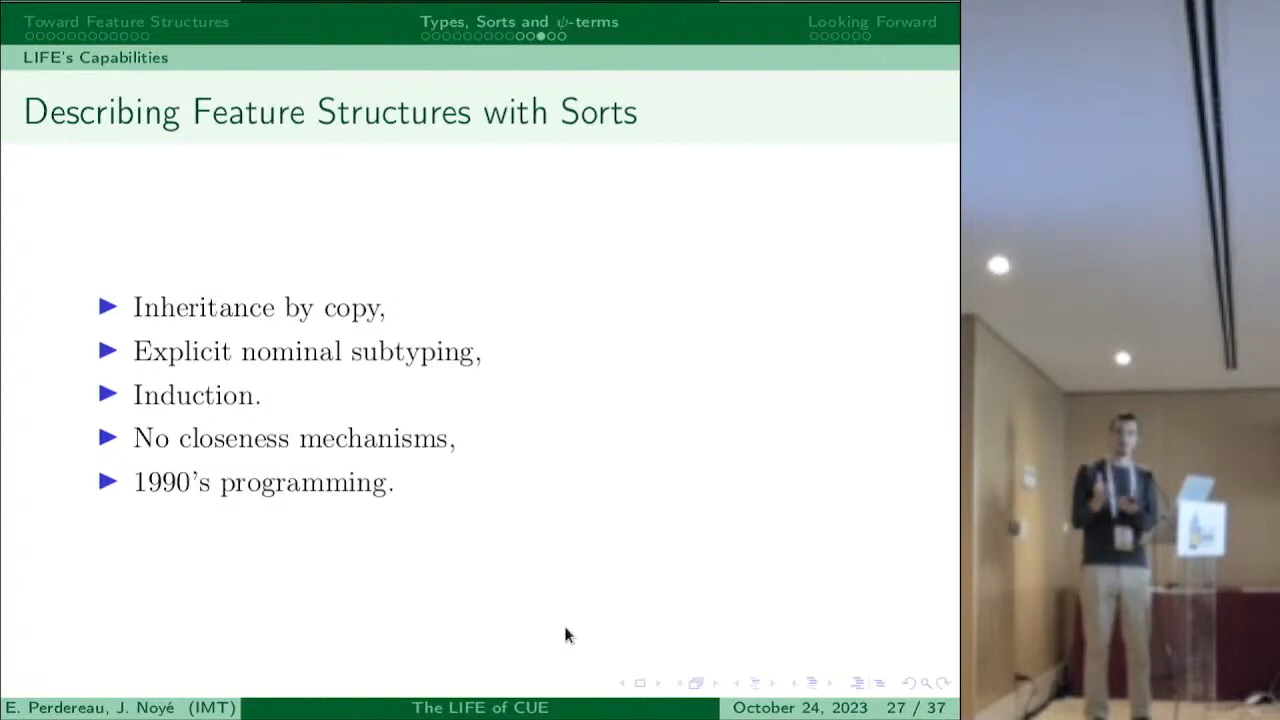 Toward Feature Structures
Types, Sorts and ψ-terms
Looking Forward
LIFE's Capabilities
Describing Feature Structures with Sorts
Inheritance by copy,
Explicit nominal subtyping,
Induction.
No closeness mechanisms,
1990's programming.
E. Perdereau, J. Noyé (IMT)
The LIFE of CUE
October 24, 2023 27 / 37